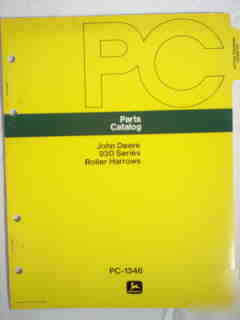 PC
Parts
Catalog
John Deere
930 Series
Roller Harrows
PC-1346